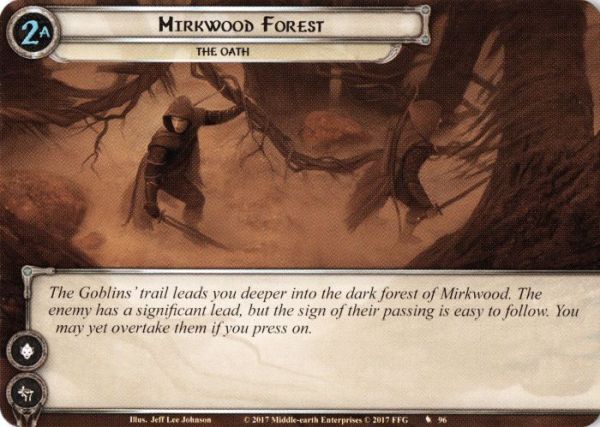 2A
Mirkwood Forest
The Oath
The Goblins' trail leads you deeper into the dark forest of Mirkwood. The
enemy has a significant lead, but the sign of their passing is easy to follow. You
may yet overtake them if you press on.
Illus. Jeff Lee Johnson © 2017 Middle-earth Enterprises © 2017 FFG 96